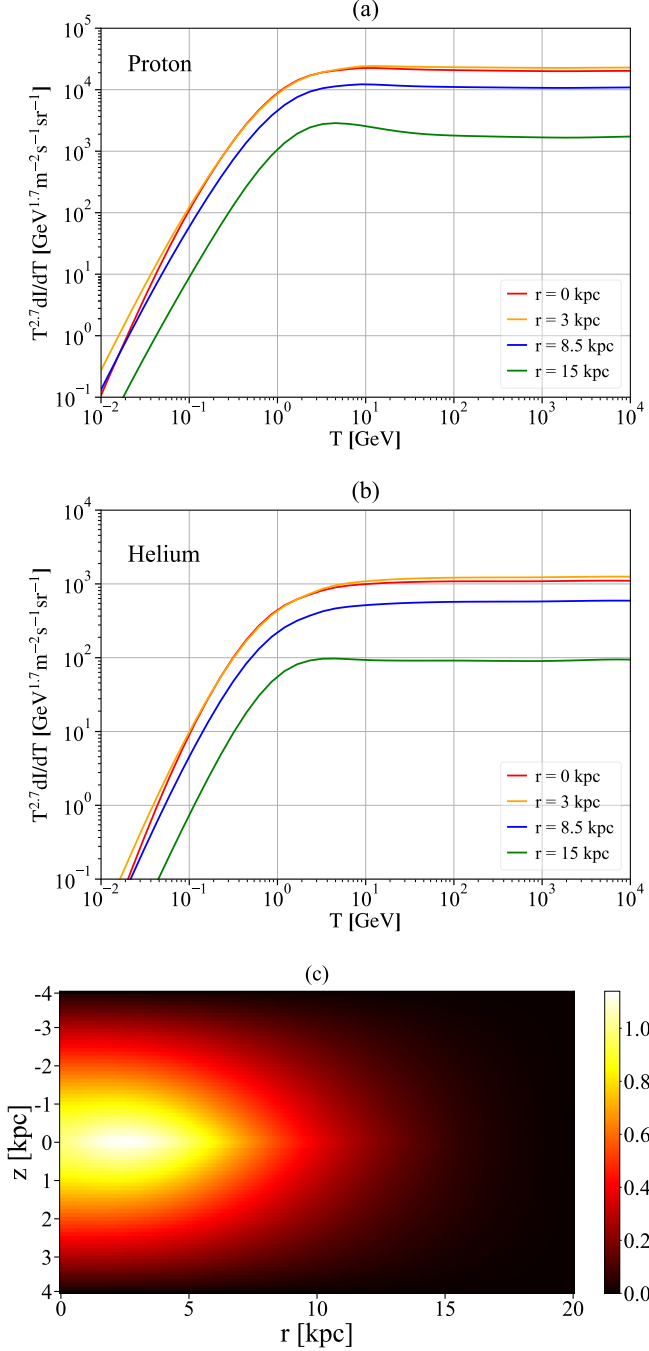 (a)
Proton
T^2.7 dI/dT [GeV^1.7 m^−2 s^−1 sr^−1]
10^5
10^4
10^3
10^2
10^1
10^0
10^−1
r = 0 kpc
r = 3 kpc
r = 8.5 kpc
r = 15 kpc
10^−2 10^−1 10^0 10^1 10^2 10^3 10^4
T [GeV]
(b)
Helium
T^2.7 dI/dT [GeV^1.7 m^−2 s^−1 sr^−1]
10^4
10^3
10^2
10^1
10^0
10^−1
r = 0 kpc
r = 3 kpc
r = 8.5 kpc
r = 15 kpc
10^−2 10^−1 10^0 10^1 10^2 10^3 10^4
T [GeV]
(c)
z [kpc]
-4
-3
-2
-1
0
1
2
3
4
0 5 10 15 20
r [kpc]
1.0
0.8
0.6
0.4
0.2
0.0